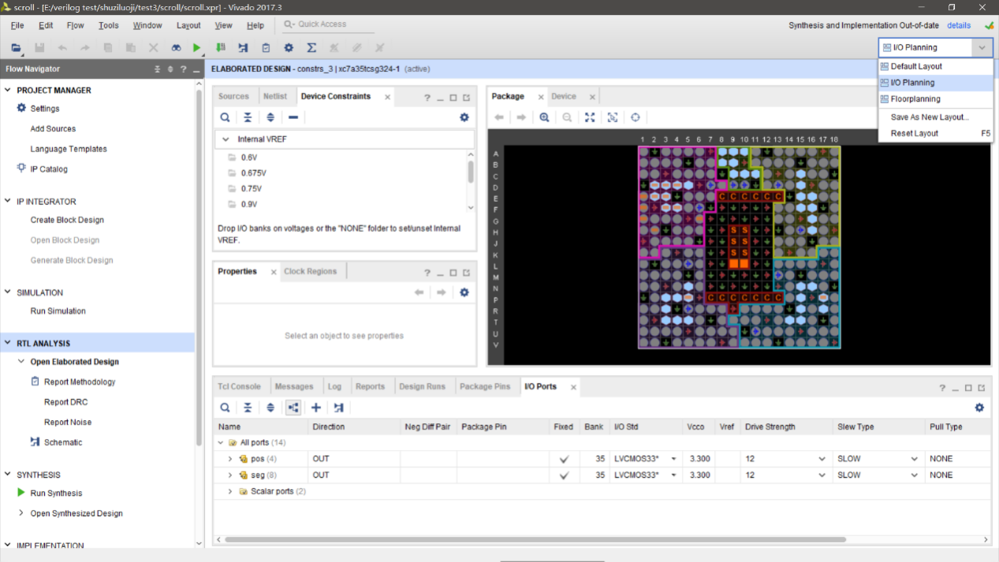 scroll - [E:/verilog test/shuziluoji/test3/scroll/scroll.xpr] - Vivado 2017.3
File Edit Flow Tools Window Layout View Help Quick Access
Synthesis and Implementation Out-of-date details
I/O Planning
Default Layout
I/O Planning
Floorplanning
Save As New Layout...
Reset Layout F5
Flow Navigator
PROJECT MANAGER
Settings
Add Sources
Language Templates
IP Catalog
IP INTEGRATOR
Create Block Design
Open Block Design
Generate Block Design
SIMULATION
Run Simulation
RTL ANALYSIS
Open Elaborated Design
Report Methodology
Report DRC
Report Noise
Schematic
SYNTHESIS
Run Synthesis
Open Synthesized Design
IMPLEMENTATION
ELABORATED DESIGN - constrs_3 | xc7a35tcsg324-1 (active)
Sources Netlist Device Constraints
Internal VREF
0.6V
0.675V
0.75V
0.9V
Drop I/O banks on voltages or the "NONE" folder to set/unset Internal
VREF.
Properties Clock Regions
Select an object to see properties
Package Device
1 2 3 4 5 6 7 8 9 10 11 12 13 14 15 16 17 18
A
B
C
D
E
C C C C C C
F
G
H
S S
J
S S
K
S S
L
M
N
P
C C C C C C C
R
T
U
V
Tcl Console Messages Log Reports Design Runs Package Pins I/O Ports
Name Direction Neg Diff Pair Package Pin Fixed Bank I/O Std Vcco Vref Drive Strength Slew Type Pull Type
All ports (14)
pos (4) OUT 35 LVCMOS33* 3.300 12 SLOW NONE
seg (8) OUT 35 LVCMOS33* 3.300 12 SLOW NONE
Scalar ports (2)